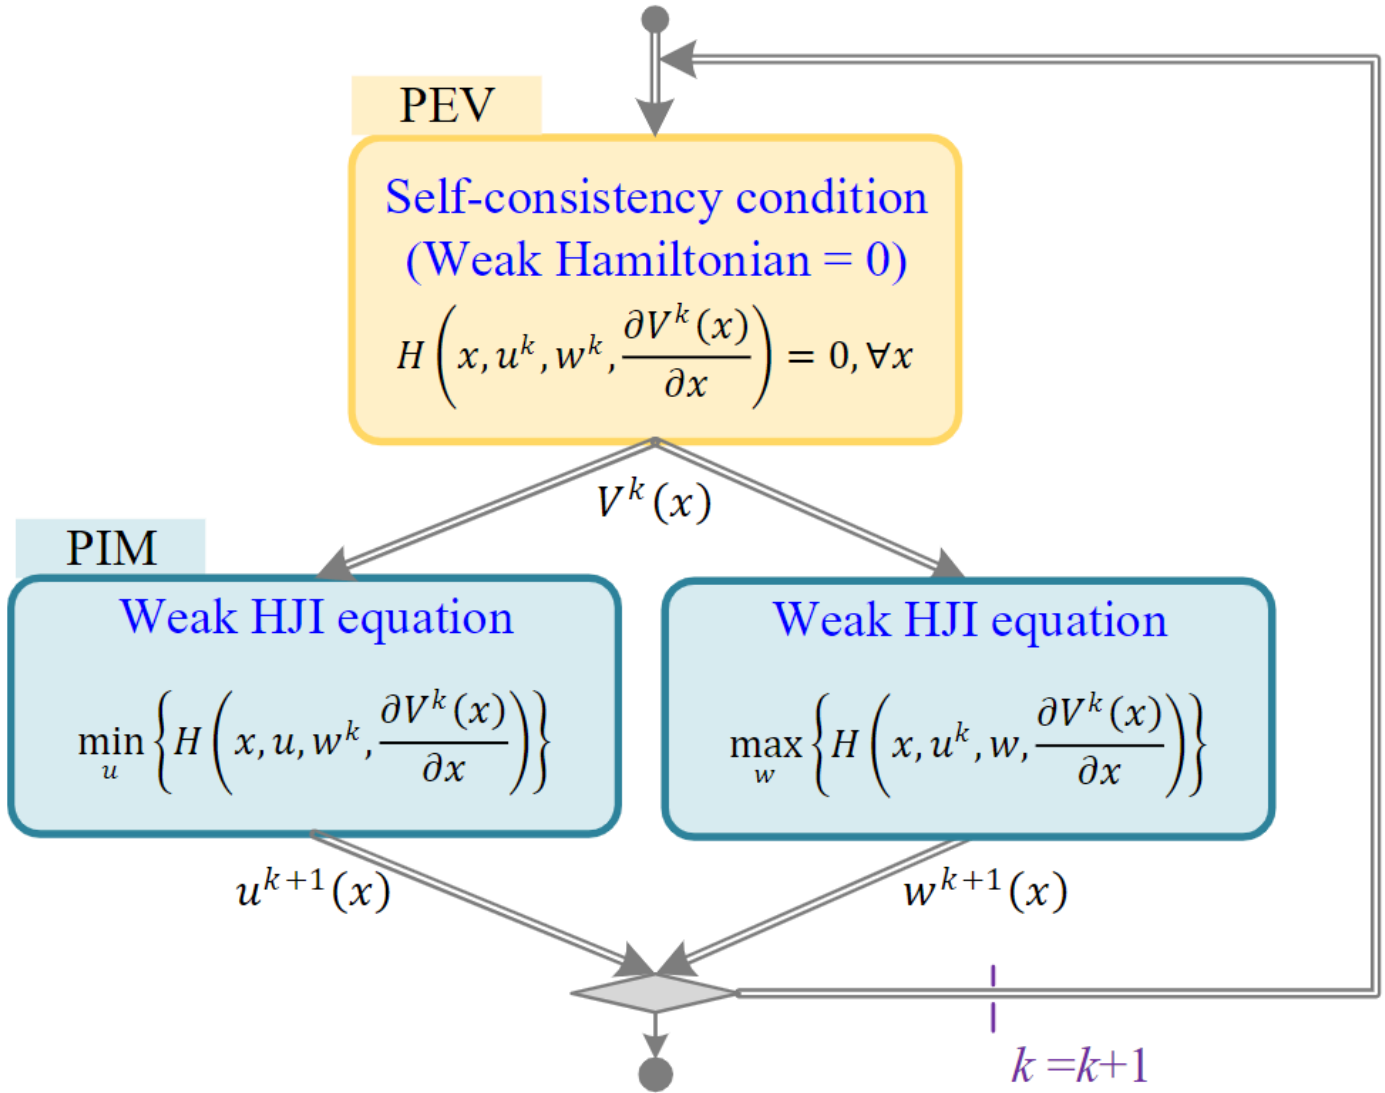 PEV
Self-consistency condition
(Weak Hamiltonian = 0)
H(x, u^k, w^k, ∂V^k(x)/∂x) = 0, ∀x
V^k(x)
PIM
Weak HJI equation
min_u {H(x, u, w^k, ∂V^k(x)/∂x)}
Weak HJI equation
max_w {H(x, u^k, w, ∂V^k(x)/∂x)}
u^{k+1}(x)
w^{k+1}(x)
k =k+1